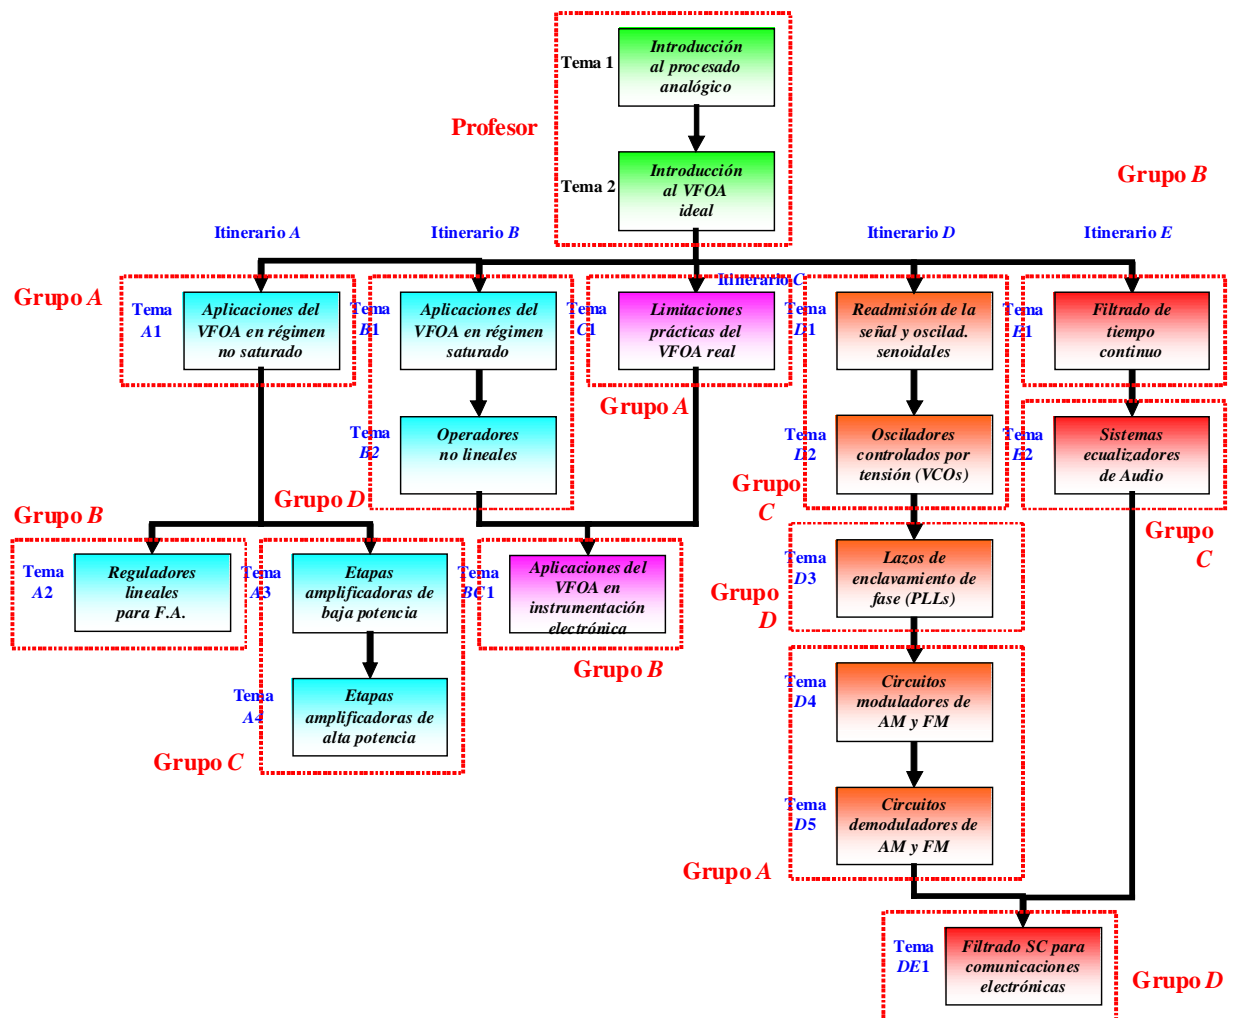 Tema 1
Introducción
al procesado
analógico
Profesor
Tema 2
Introducción
al VFOA
ideal
Grupo B
Itinerario A
Itinerario B
Itinerario C
Itinerario D
Itinerario E
Grupo A
Tema
A1
Aplicaciones del
VFOA en régimen
no saturado
Tema
B1
Aplicaciones del
VFOA en régimen
saturado
Tema
C1
Limitaciones
prácticas del
VFOA real
Tema
D1
Readmisión de la
señal y oscilad.
senoidales
Tema
E1
Filtrado de
tiempo
continuo
Grupo A
Tema
B2
Operadores
no lineales
Tema
D2
Osciladores
controlados por
tensión (VCOs)
Tema
E2
Sistemas
ecualizadores
de Audio
Grupo D
Grupo
C
Grupo
C
Grupo B
Tema
A2
Reguladores
lineales
para F.A.
Tema
A3
Etapas
amplificadoras de
baja potencia
Tema
BC1
Aplicaciones del
VFOA en
instrumentación
electrónica
Tema
D3
Lazos de
enclavamiento de
fase (PLLs)
Grupo
D
Grupo B
Tema
A4
Etapas
amplificadoras de
alta potencia
Grupo C
Tema
D4
Circuitos
moduladores de
AM y FM
Tema
D5
Circuitos
demoduladores de
AM y FM
Grupo A
Tema
DE1
Filtrado SC para
comunicaciones
electrónicas
Grupo D